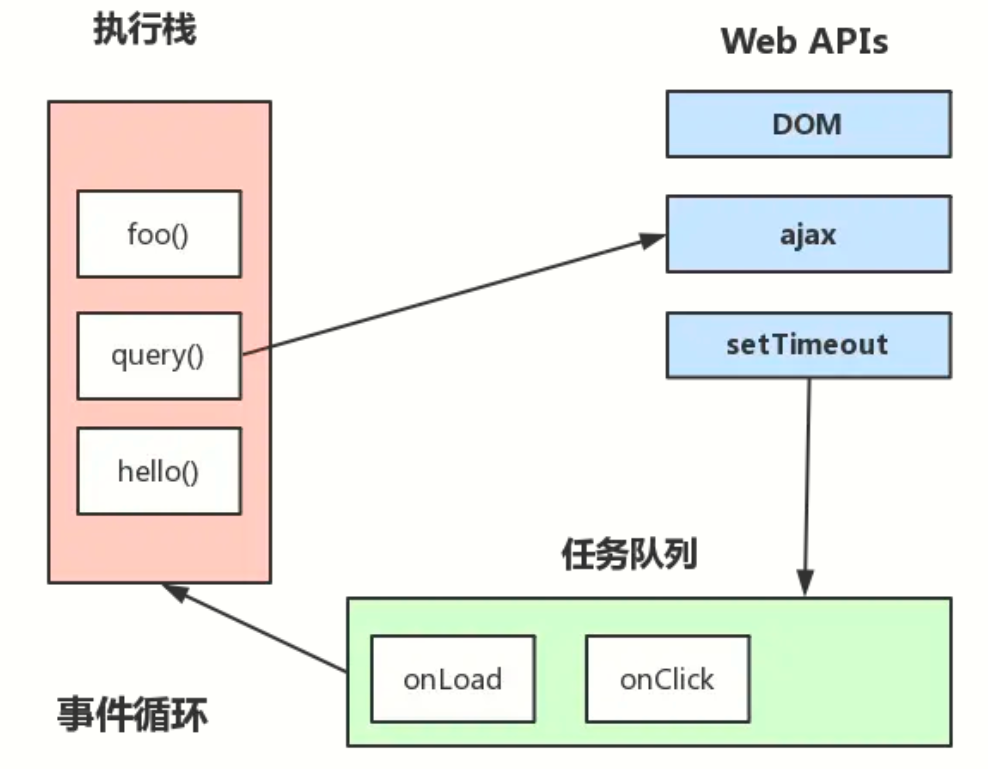 执行栈
Web APIs
DOM
foo()
ajax
query()
setTimeout
hello()
任务队列
onLoad
onClick
事件循环